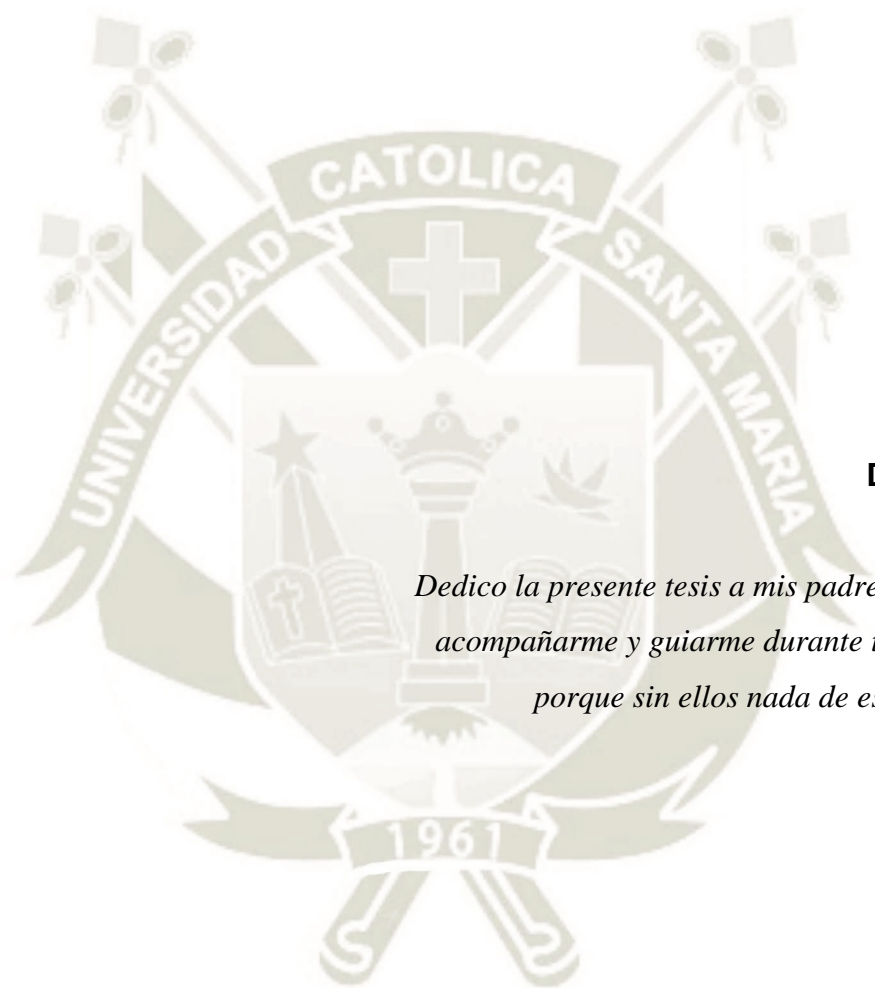 CATOLICA
UNIVERSIDAD
SANTA MARIA
Dedico la presente tesis a mis padre
acompañarme y guiarme durante
porque sin ellos nada de
1961